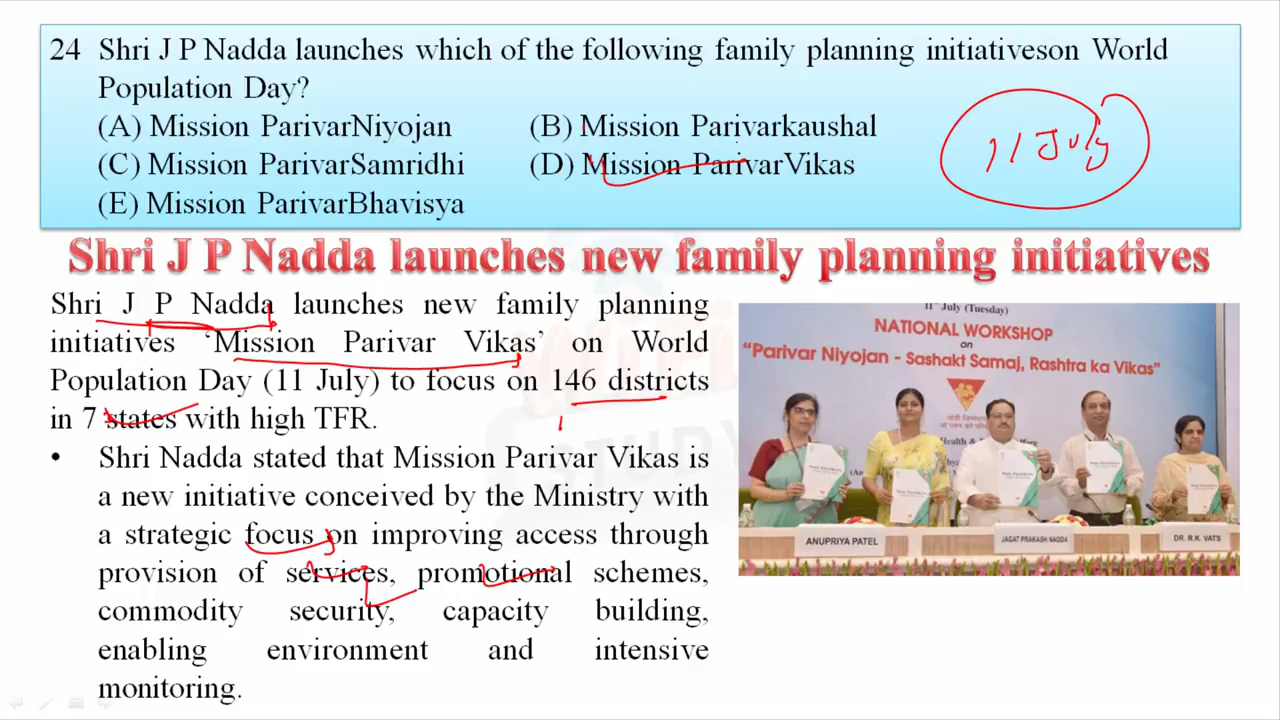 24 Shri J P Nadda launches which of the following family planning initiativeson World
Population Day?
(A) Mission ParivarNiyojan (B) Mission Parivarkaushal
(C) Mission ParivarSamridhi (D) Mission ParivarVikas
(E) Mission ParivarBhavisya
11 July
Shri J P Nadda launches new family planning initiatives
Shri J P Nadda launches new family planning
initiatives ‘Mission Parivar Vikas’ on World
Population Day (11 July) to focus on 146 districts
in 7 states with high TFR.
• Shri Nadda stated that Mission Parivar Vikas is
a new initiative conceived by the Ministry with
a strategic focus on improving access through
provision of services, promotional schemes,
commodity security, capacity building,
enabling environment and intensive
monitoring.
11th July (Tuesday)
NATIONAL WORKSHOP
on
“Parivar Niyojan - Sashakt Samaj, Rashtra ka Vikas”
Health &
ANUPRIYA PATEL
JAGAT PRAKASH NADDA
DR. R.K. VATS
STUDY